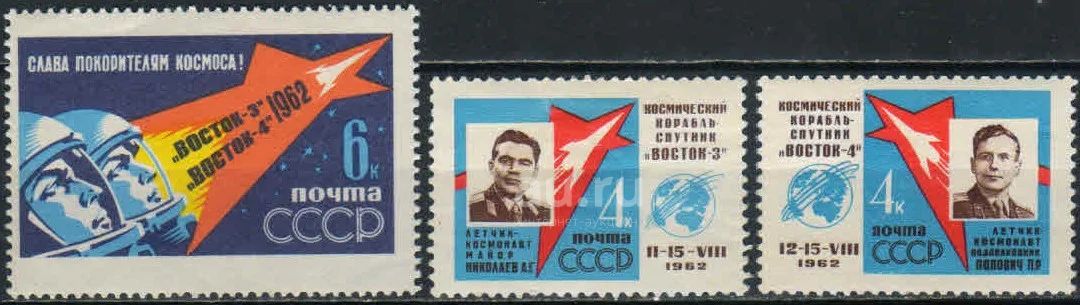 СЛАВА ПОКОРИТЕЛЯМ КОСМОСА!
„ВОСТОК-3"
„ВОСТОК-4" 1962
6к
почта
СССР
КОСМИЧЕСКИЙ
КОРАБЛЬ-
СПУТНИК
„ВОСТОК-3"
4к
почта
СССР
ЛЕТЧИК-
КОСМОНАВТ
МАЙОР
НИКОЛАЕВ А.Г.
11-15-VIII
1962
КОСМИЧЕСКИЙ
КОРАБЛЬ-
СПУТНИК
„ВОСТОК-4"
4к
почта
СССР
12-15-VIII
1962
ЛЕТЧИК-
КОСМОНАВТ
ПОДПОЛКОВНИК
ПОПОВИЧ П.Р.